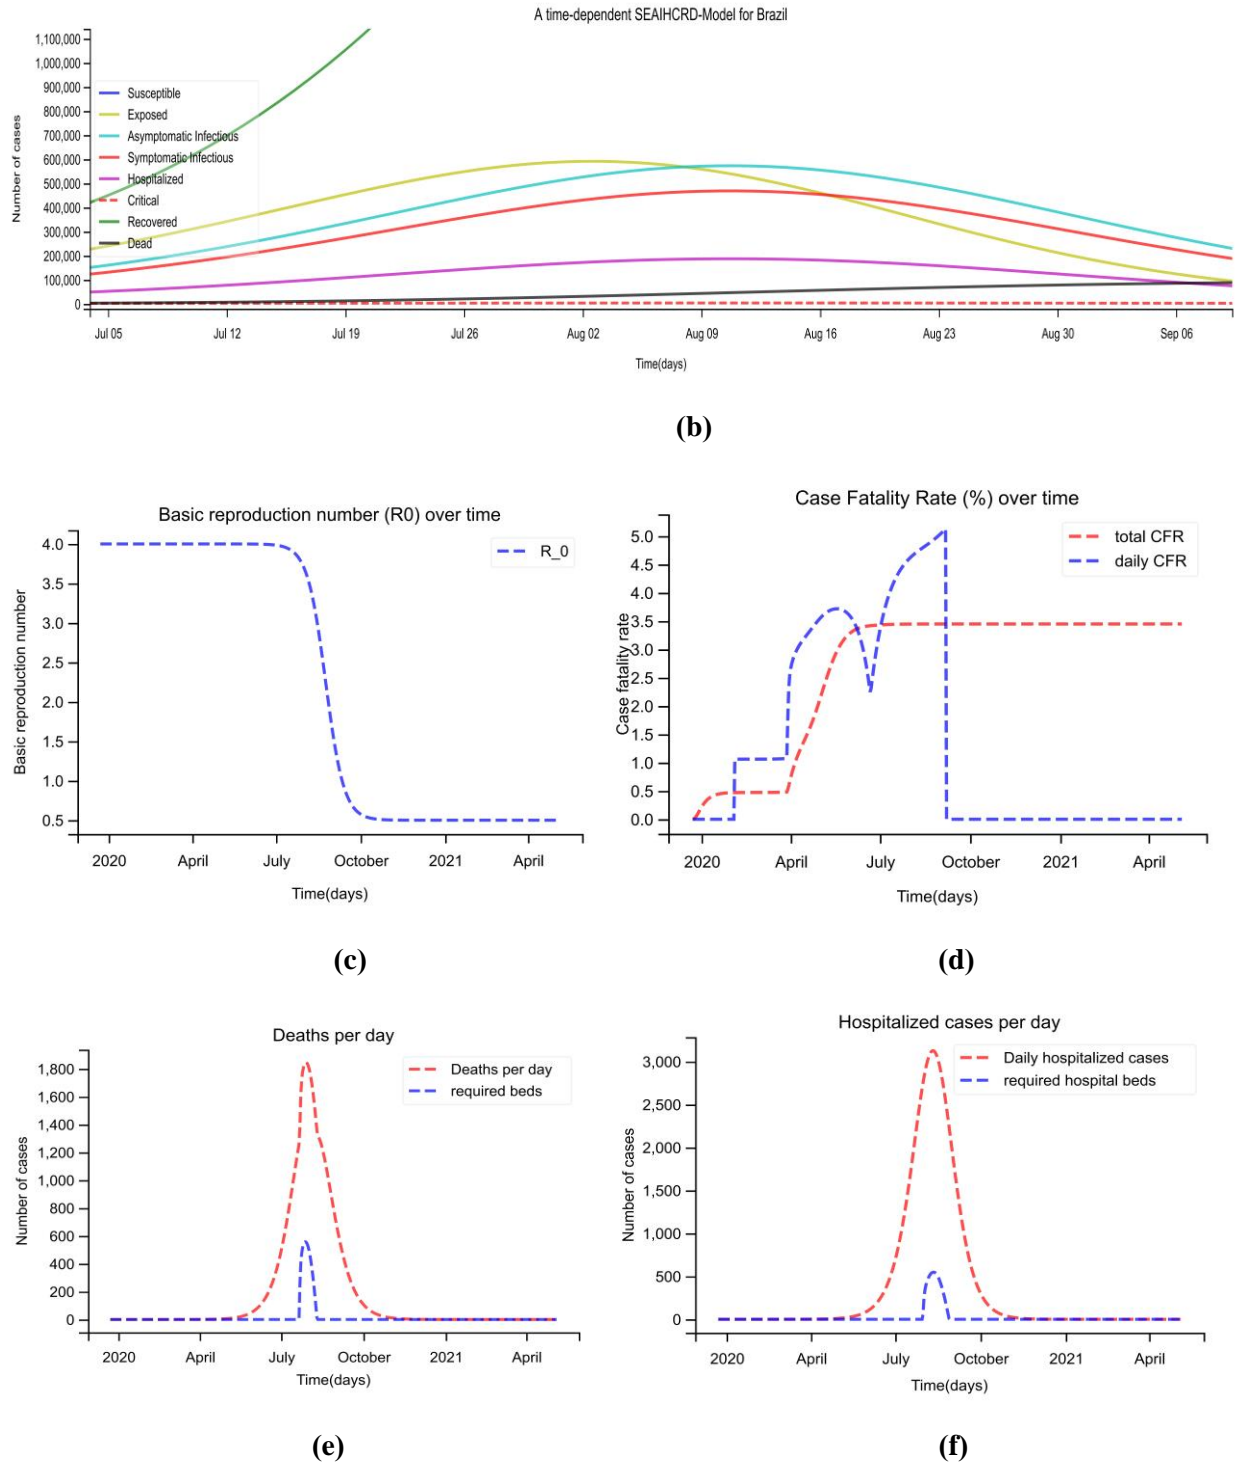 A time-dependent SEAIHCRD-Model for Brazil
1,100,000
1,000,000
900,000
800,000
700,000
600,000
500,000
400,000
300,000
200,000
100,000
0
Number of cases
Susceptible
Exposed
Asymptomatic Infectious
Symptomatic Infectious
Hospitalized
Critical
Recovered
Dead
Jul 05 Jul 12 Jul 19 Jul 26 Aug 02 Aug 09 Aug 16 Aug 23 Aug 30 Sep 06
Time(days)
(b)
Basic reproduction number (R0) over time
4.0
3.5
3.0
2.5
2.0
1.5
1.0
0.5
Basic reproduction number
R_0
2020 April July October 2021 April
Time(days)
(c)
Case Fatality Rate (%) over time
5.0
4.5
4.0
3.5
3.0
2.5
2.0
1.5
1.0
0.5
0.0
Case fatality rate
total CFR
daily CFR
2020 April July October 2021 April
Time(days)
(d)
Deaths per day
1,800
1,600
1,400
1,200
1,000
800
600
400
200
0
Number of cases
Deaths per day
required beds
2020 April July October 2021 April
Time(days)
(e)
Hospitalized cases per day
3,000
2,500
2,000
1,500
1,000
500
0
Number of cases
Daily hospitalized cases
required hospital beds
2020 April July October 2021 April
Time(days)
(f)